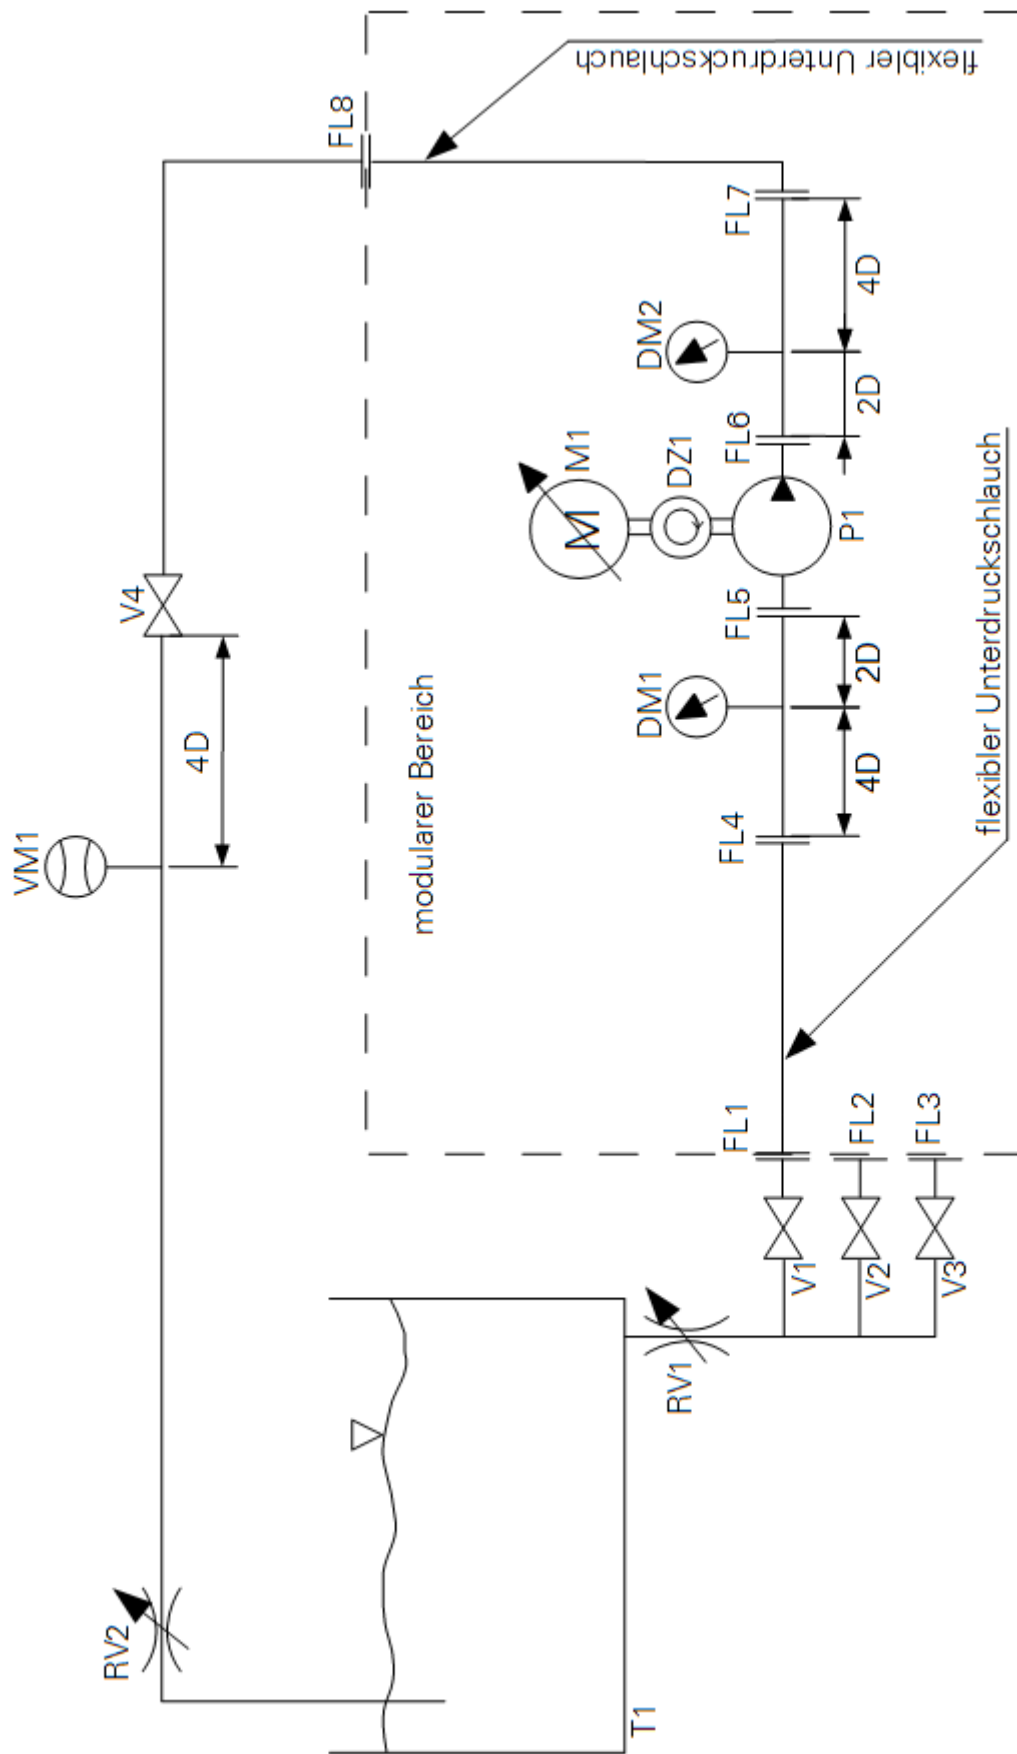 VM1
4D
V4
FL8
flexibler Unterdruckschlauch
RV2
modularer Bereich
M1
M
DZ1
DM1
DM2
FL4
FL5
FL6
FL7
P1
4D
2D
2D
4D
flexibler Unterdruckschlauch
FL1
FL2
FL3
V1
V2
V3
RV1
T1